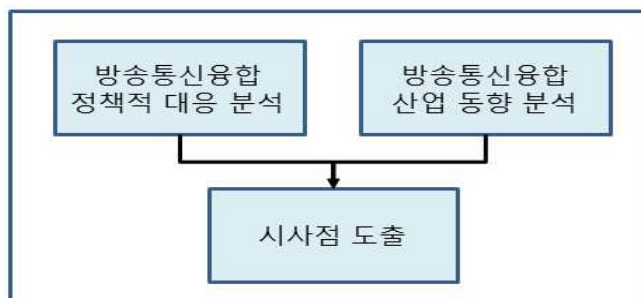 방송통신융합
정책적 대응 분석
방송통신융합
산업 동향 분석
시사점 도출